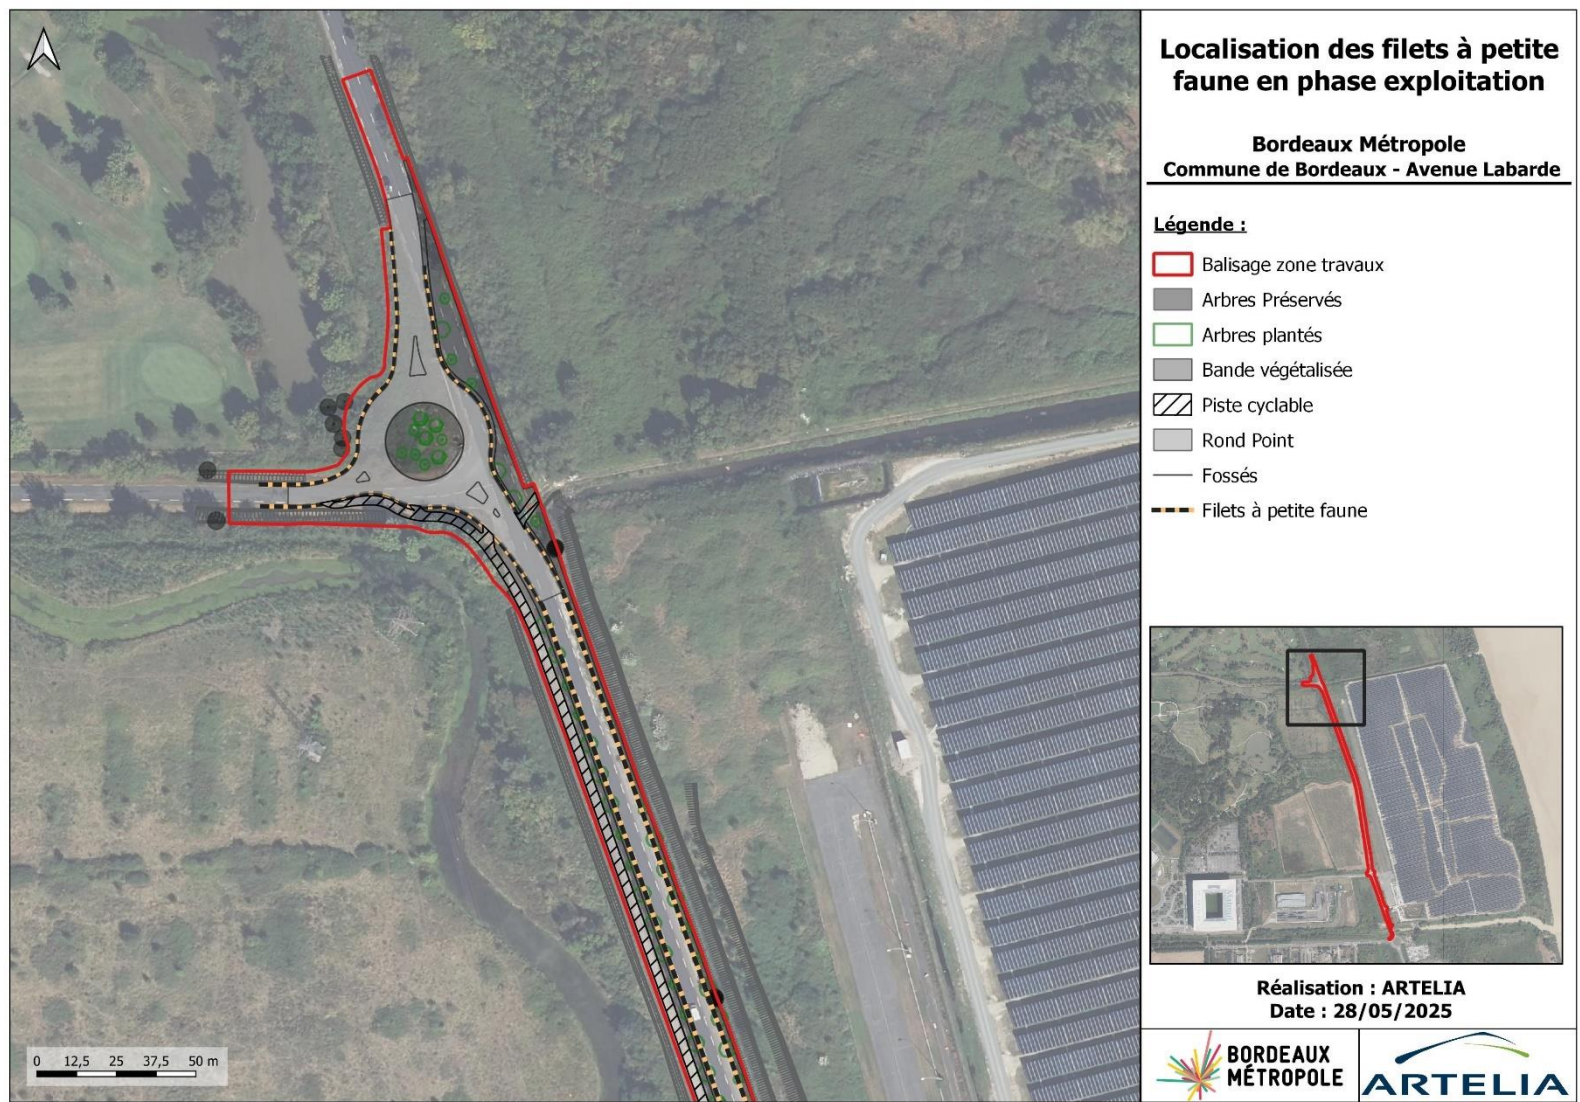 Localisation des filets à petite
faune en phase exploitation
Bordeaux Métropole
Commune de Bordeaux - Avenue Labarde
Légende :
Balisage zone travaux
Arbres Préservés
Arbres plantés
Bande végétalisée
Piste cyclable
Rond Point
Fossés
Filets à petite faune
Réalisation : ARTELIA
Date : 28/05/2025
BORDEAUX
MÉTROPOLE
ARTELIA
0 12,5 25 37,5 50 m